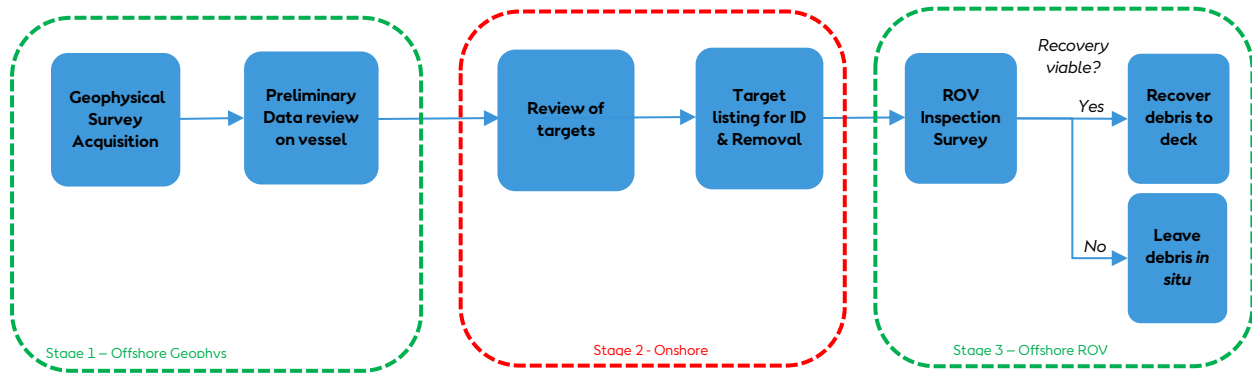 Geophysical
Survey
Acquisition
Preliminary
Data review
on vessel
Stage 1 – Offshore Geophys
Review of
targets
Target
listing for ID
& Removal
Stage 2 - Onshore
ROV
Inspection
Survey
Recovery
viable?
Yes
Recover
debris to
deck
No
Leave
debris in
situ
Stage 3 – Offshore ROV